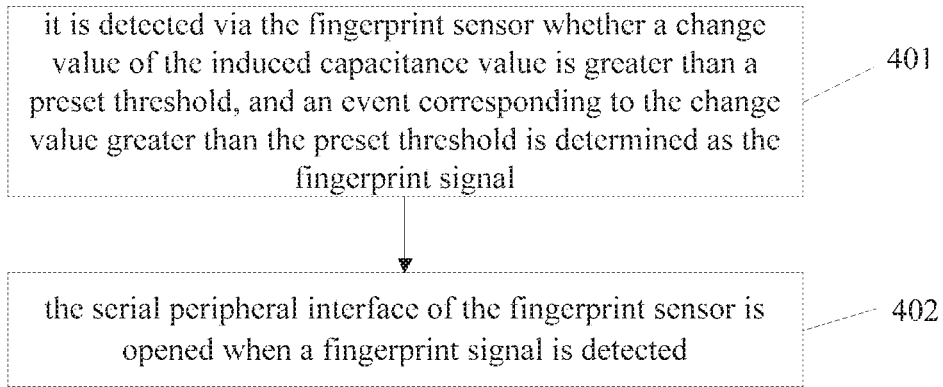 it is detected via the fingerprint sensor whether a change
value of the induced capacitance value is greater than a
preset threshold, and an event corresponding to the change
value greater than the preset threshold is determined as the
fingerprint signal
401
the serial peripheral interface of the fingerprint sensor is
opened when a fingerprint signal is detected
402